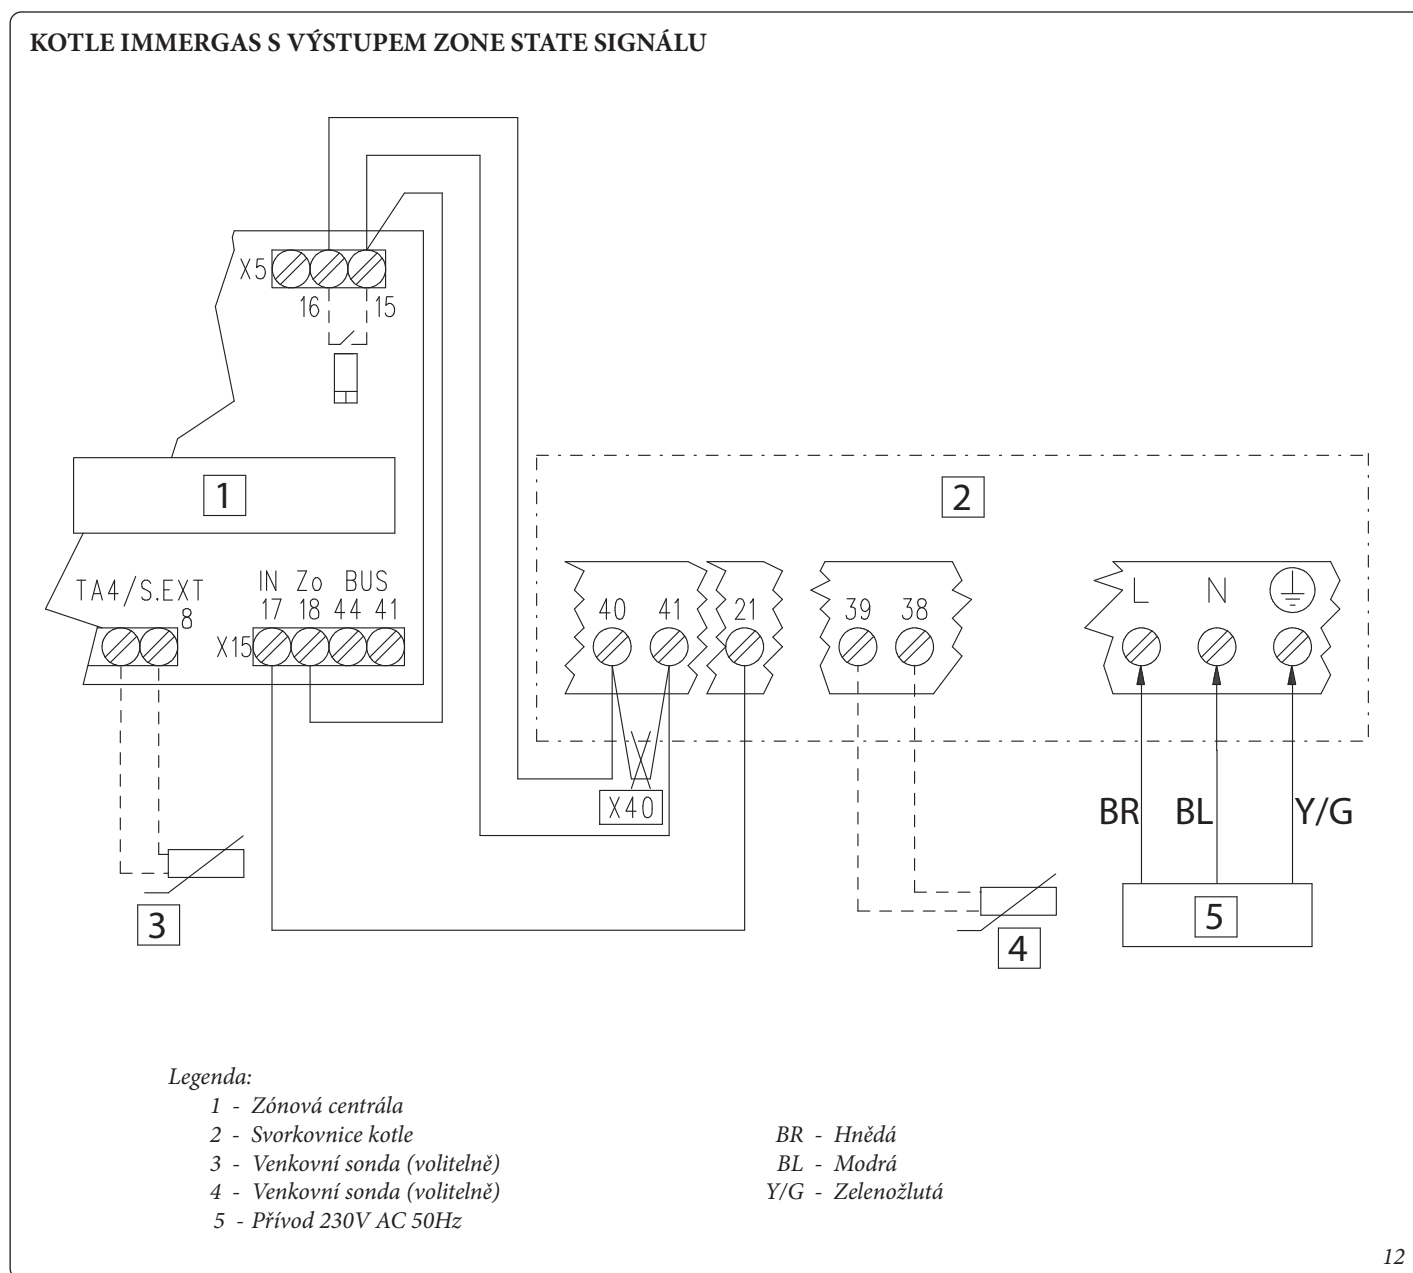 KOTLE IMMERGAS S VÝSTUPEM ZONE STATE SIGNÁLU
X5
16
15
1
2
TA4/S.EXT
8
IN Zo BUS
17 18 44 41
X15
40 41 21 39 38
L N
X40
BR BL Y/G
3
4
5
Legenda:
1 - Zónová centrála
2 - Svorkovnice kotle
3 - Venkovní sonda (volitelně)
4 - Venkovní sonda (volitelně)
5 - Přívod 230V AC 50Hz
BR - Hnědá
BL - Modrá
Y/G - Zelenožlutá
12